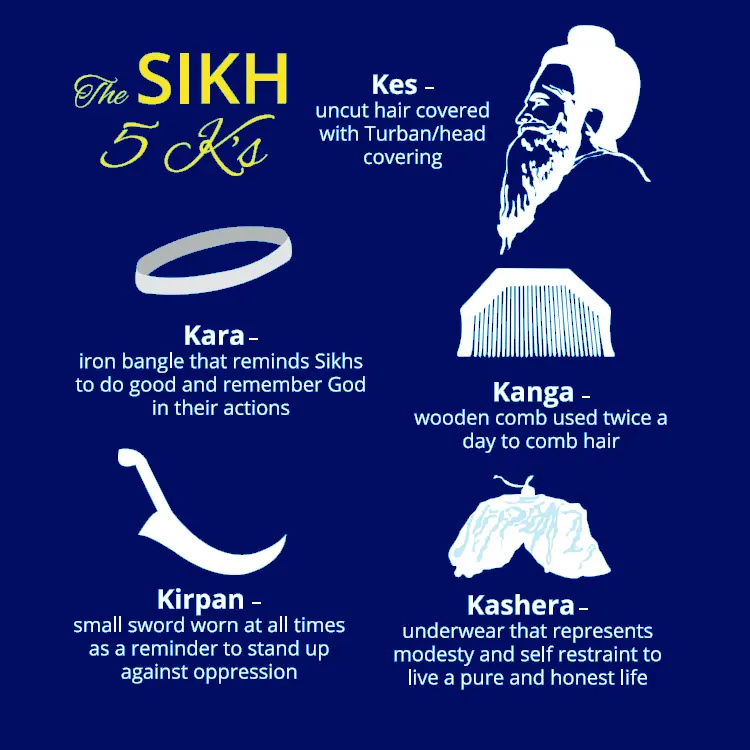 The SIKH
5 K's
Kes –
uncut hair covered
with Turban/head
covering
Kara –
iron bangle that reminds Sikhs
to do good and remember God
in their actions
Kanga –
wooden comb used twice a
day to comb hair
Kirpan –
small sword worn at all times
as a reminder to stand up
against oppression
Kashera –
underwear that represents
modesty and self restraint to
live a pure and honest life